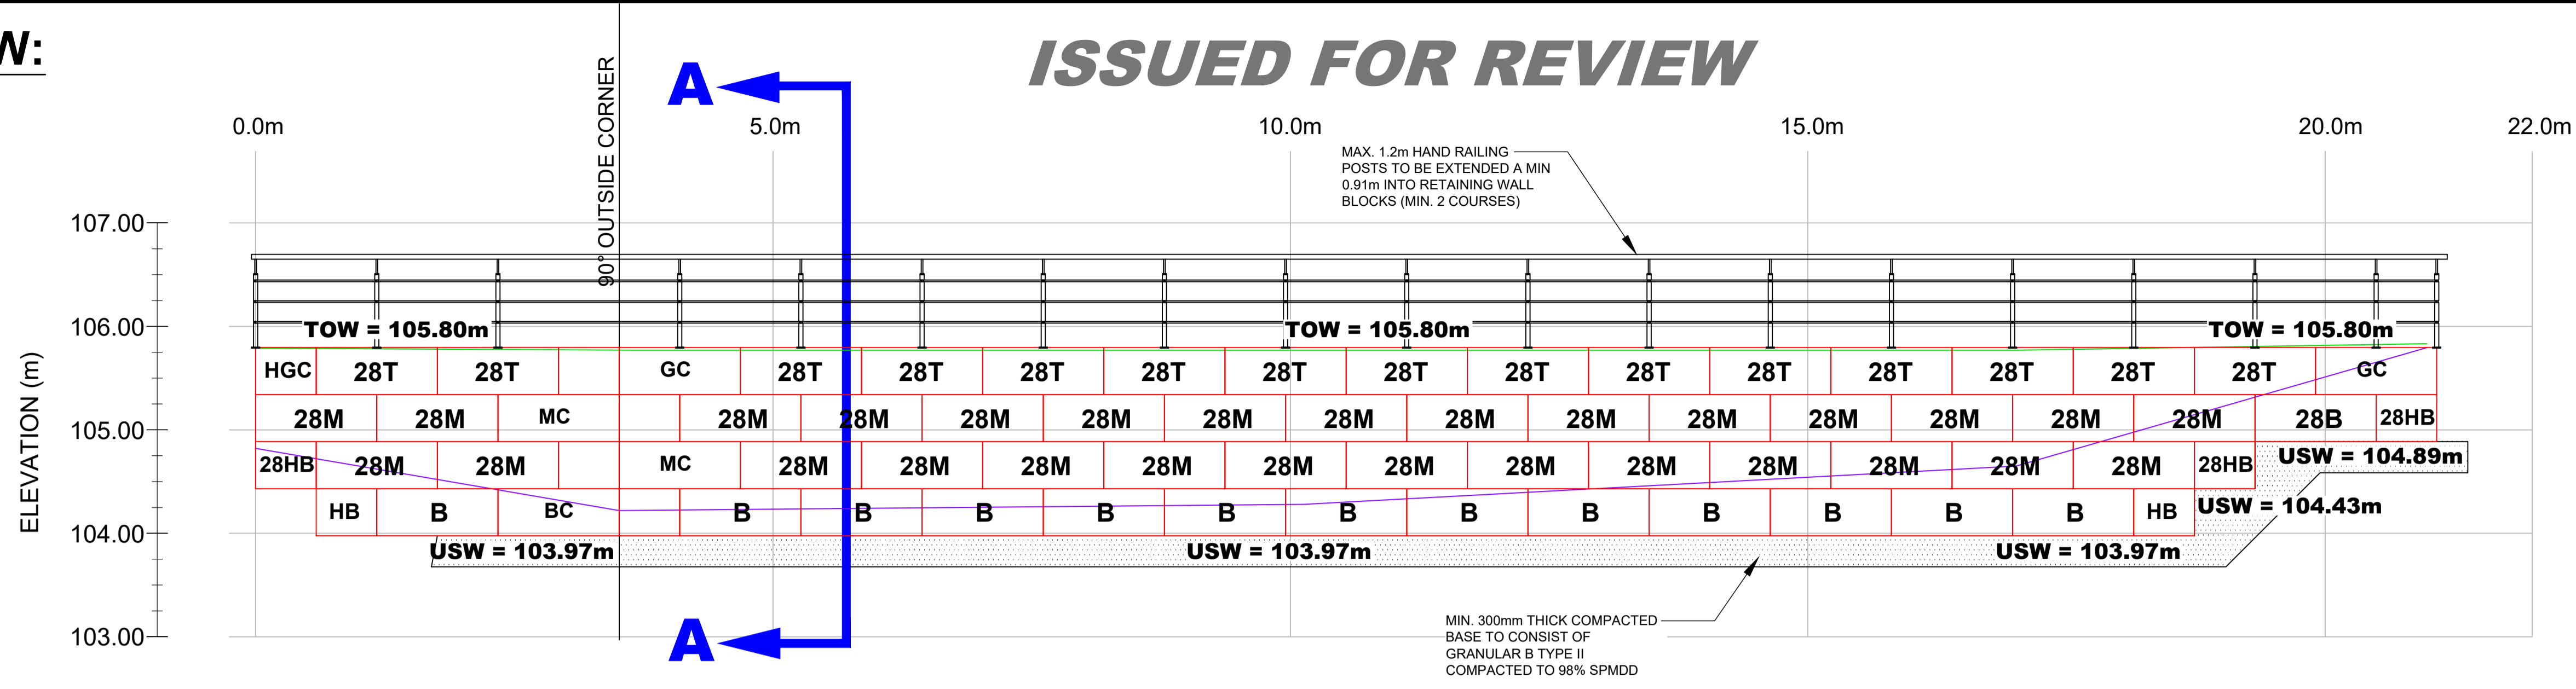 W:
ISSUED FOR REVIEW
90° OUTSIDE CORNER
A
0.0m 5.0m 10.0m 15.0m 20.0m 22.0m
MAX. 1.2m HAND RAILING
POSTS TO BE EXTENDED A MIN
0.91m INTO RETAINING WALL
BLOCKS (MIN. 2 COURSES)
ELEVATION (m)
107.00
106.00
105.00
104.00
103.00
TOW = 105.80m TOW = 105.80m TOW = 105.80m
HGC 28T 28T GC 28T 28T 28T 28T 28T 28T 28T 28T 28T 28T 28T 28T 28T GC
28M 28M MC 28M 28M 28M 28M 28M 28M 28M 28M 28M 28M 28M 28M 28M 28B 28HB
28HB 28M 28M MC 28M 28M 28M 28M 28M 28M 28M 28M 28M 28M 28M 28M 28HB
USW = 104.89m
HB B BC B B B B B B B B B B B B HB
USW = 104.43m
USW = 103.97m USW = 103.97m USW = 103.97m
A
MIN. 300mm THICK COMPACTED
BASE TO CONSIST OF
GRANULAR B TYPE II
COMPACTED TO 98% SPMDD